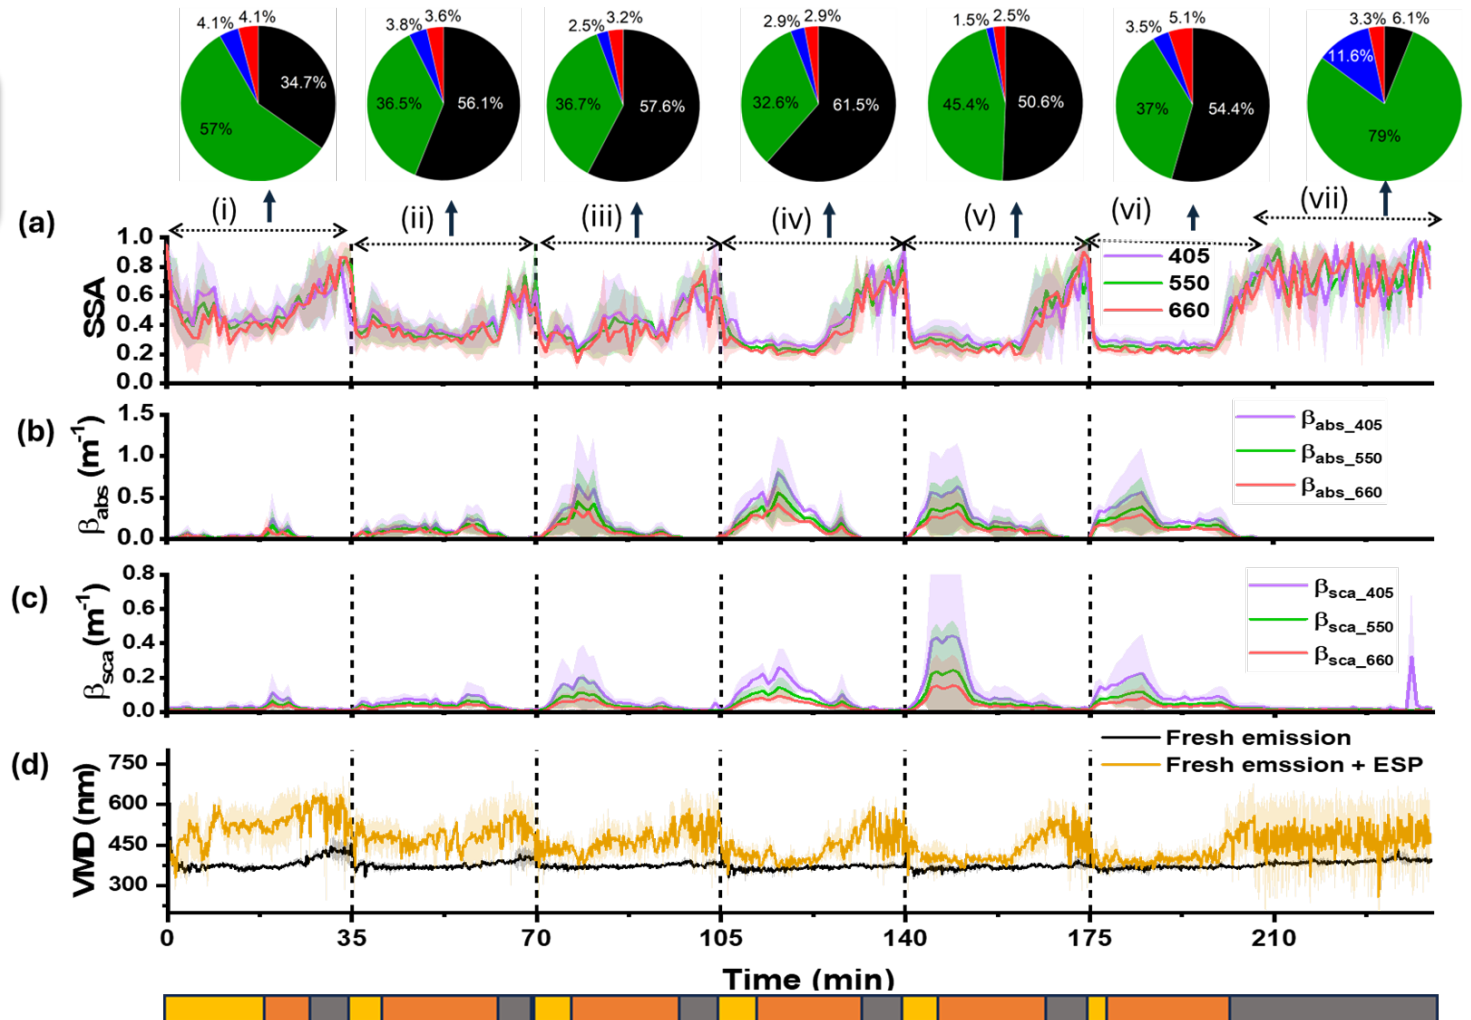 4.1% 4.1% 3.8% 3.6% 2.5% 3.2% 2.9% 2.9% 1.5% 2.5% 3.5% 5.1% 3.3% 6.1%
11.6%
34.7% 36.5% 56.1% 36.7% 57.6% 32.6% 61.5% 45.4% 50.6% 37% 54.4%
57% 79%
(i) (ii) (iii) (iv) (v) (vi) (vii)
(a)
SSA
1.0
0.8
0.6
0.4
0.2
0.0
405
550
660
(b)
βabs (m-1)
1.5
1.0
0.5
0.0
βabs_405
βabs_550
βabs_660
(c)
βsca (m-1)
0.8
0.6
0.4
0.2
0.0
βsca_405
βsca_550
βsca_660
(d)
VMD (nm)
750
600
450
300
Fresh emission
Fresh emssion + ESP
0 35 70 105 140 175 210
Time (min)